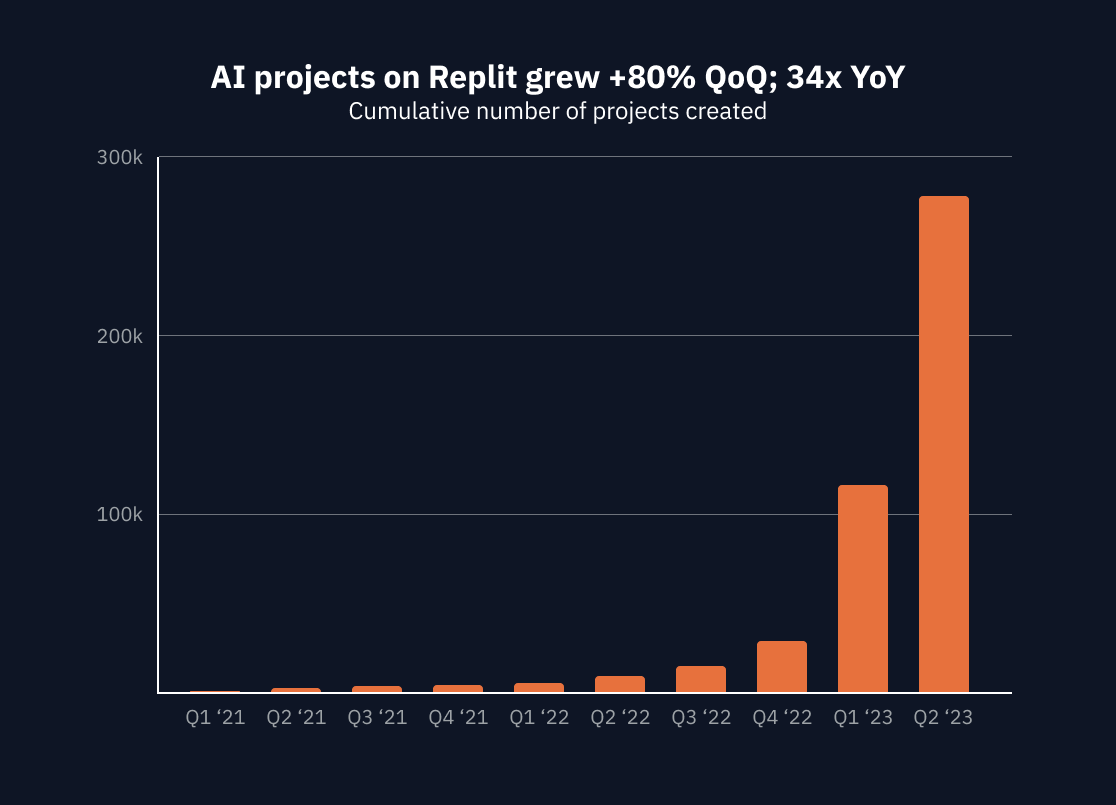 AI projects on Replit grew +80% QoQ; 34x YoY
Cumulative number of projects created
300k
200k
100k
Q1 ‘21 Q2 ‘21 Q3 ‘21 Q4 ‘21 Q1 ‘22 Q2 ‘22 Q3 ‘22 Q4 ‘22 Q1 ‘23 Q2 ‘23